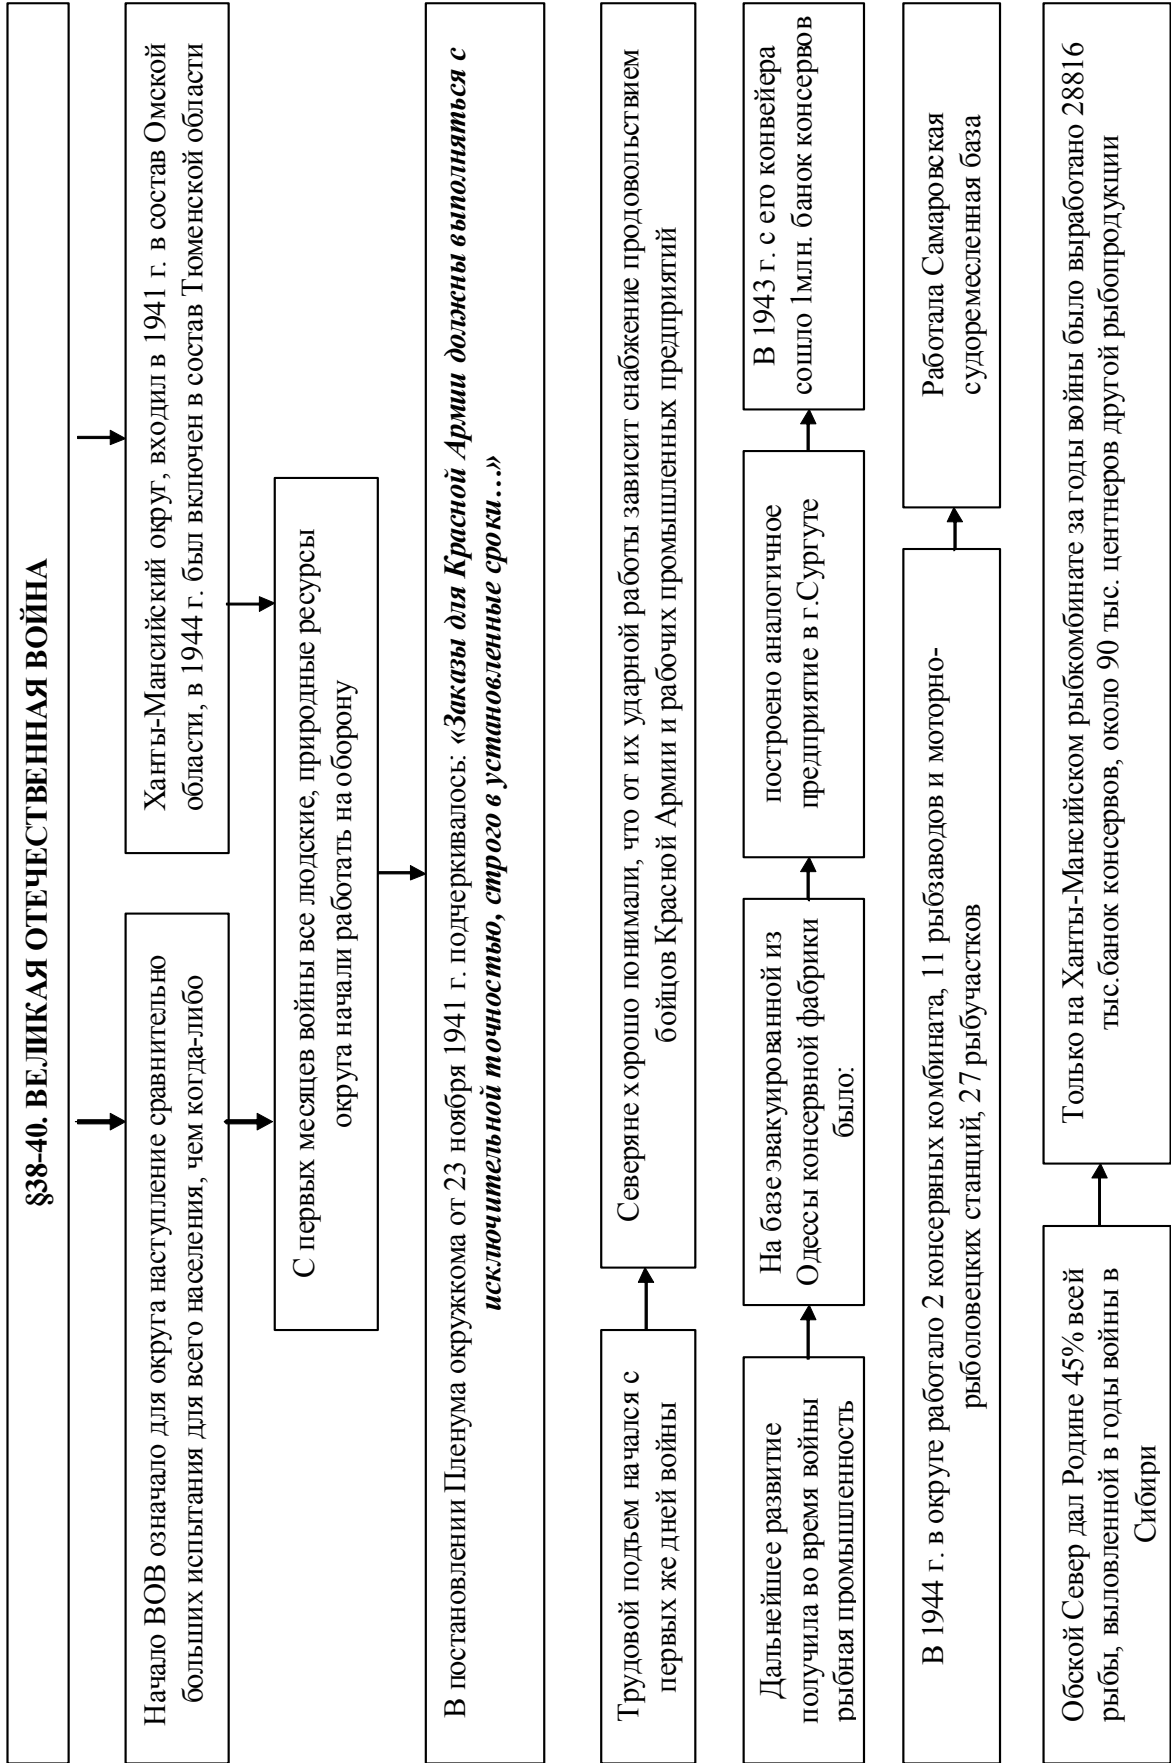 §38-40. ВЕЛИКАЯ ОТЕЧЕСТВЕННАЯ ВОЙНА
Начало ВОВ означало для округа наступление сравнительно
больших испытания для всего населения, чем когда-либо
Ханты-Мансийский округ, входил в 1941 г. в состав Омской
области, в 1944 г. был включен в состав Тюменской области
С первых месяцев войны все людские, природные ресурсы
округа начали работать на оборону
В постановлении Пленума окружкома от 23 ноября 1941 г. подчеркивалось: «Заказы для Красной Армии должны выполняться с
исключительной точностью, строго в установленные сроки…»
Трудовой подъем начался с
первых же дней войны
Северяне хорошо понимали, что от их ударной работы зависит снабжение продовольствием
бойцов Красной Армии и рабочих промышленных предприятий
Дальнейшее развитие
получила во время войны
рыбная промышленность
На базе эвакуированной из
Одессы консервной фабрики
было:
построено аналогичное
предприятие в г.Сургуте
В 1943 г. с его конвейера
сошло 1млн. банок консервов
В 1944 г. в округе работало 2 консервных комбината, 11 рыбзаводов и моторно-
рыболовецких станций, 27 рыбучастков
Работала Самаровская
судоремесленная база
Обской Север дал Родине 45% всей
рыбы, выловленной в годы войны в
Сибири
Только на Ханты-Мансийском рыбкомбинате за годы войны было выработано 28816
тыс.банок консервов, около 90 тыс. центнеров другой рыбопродукции